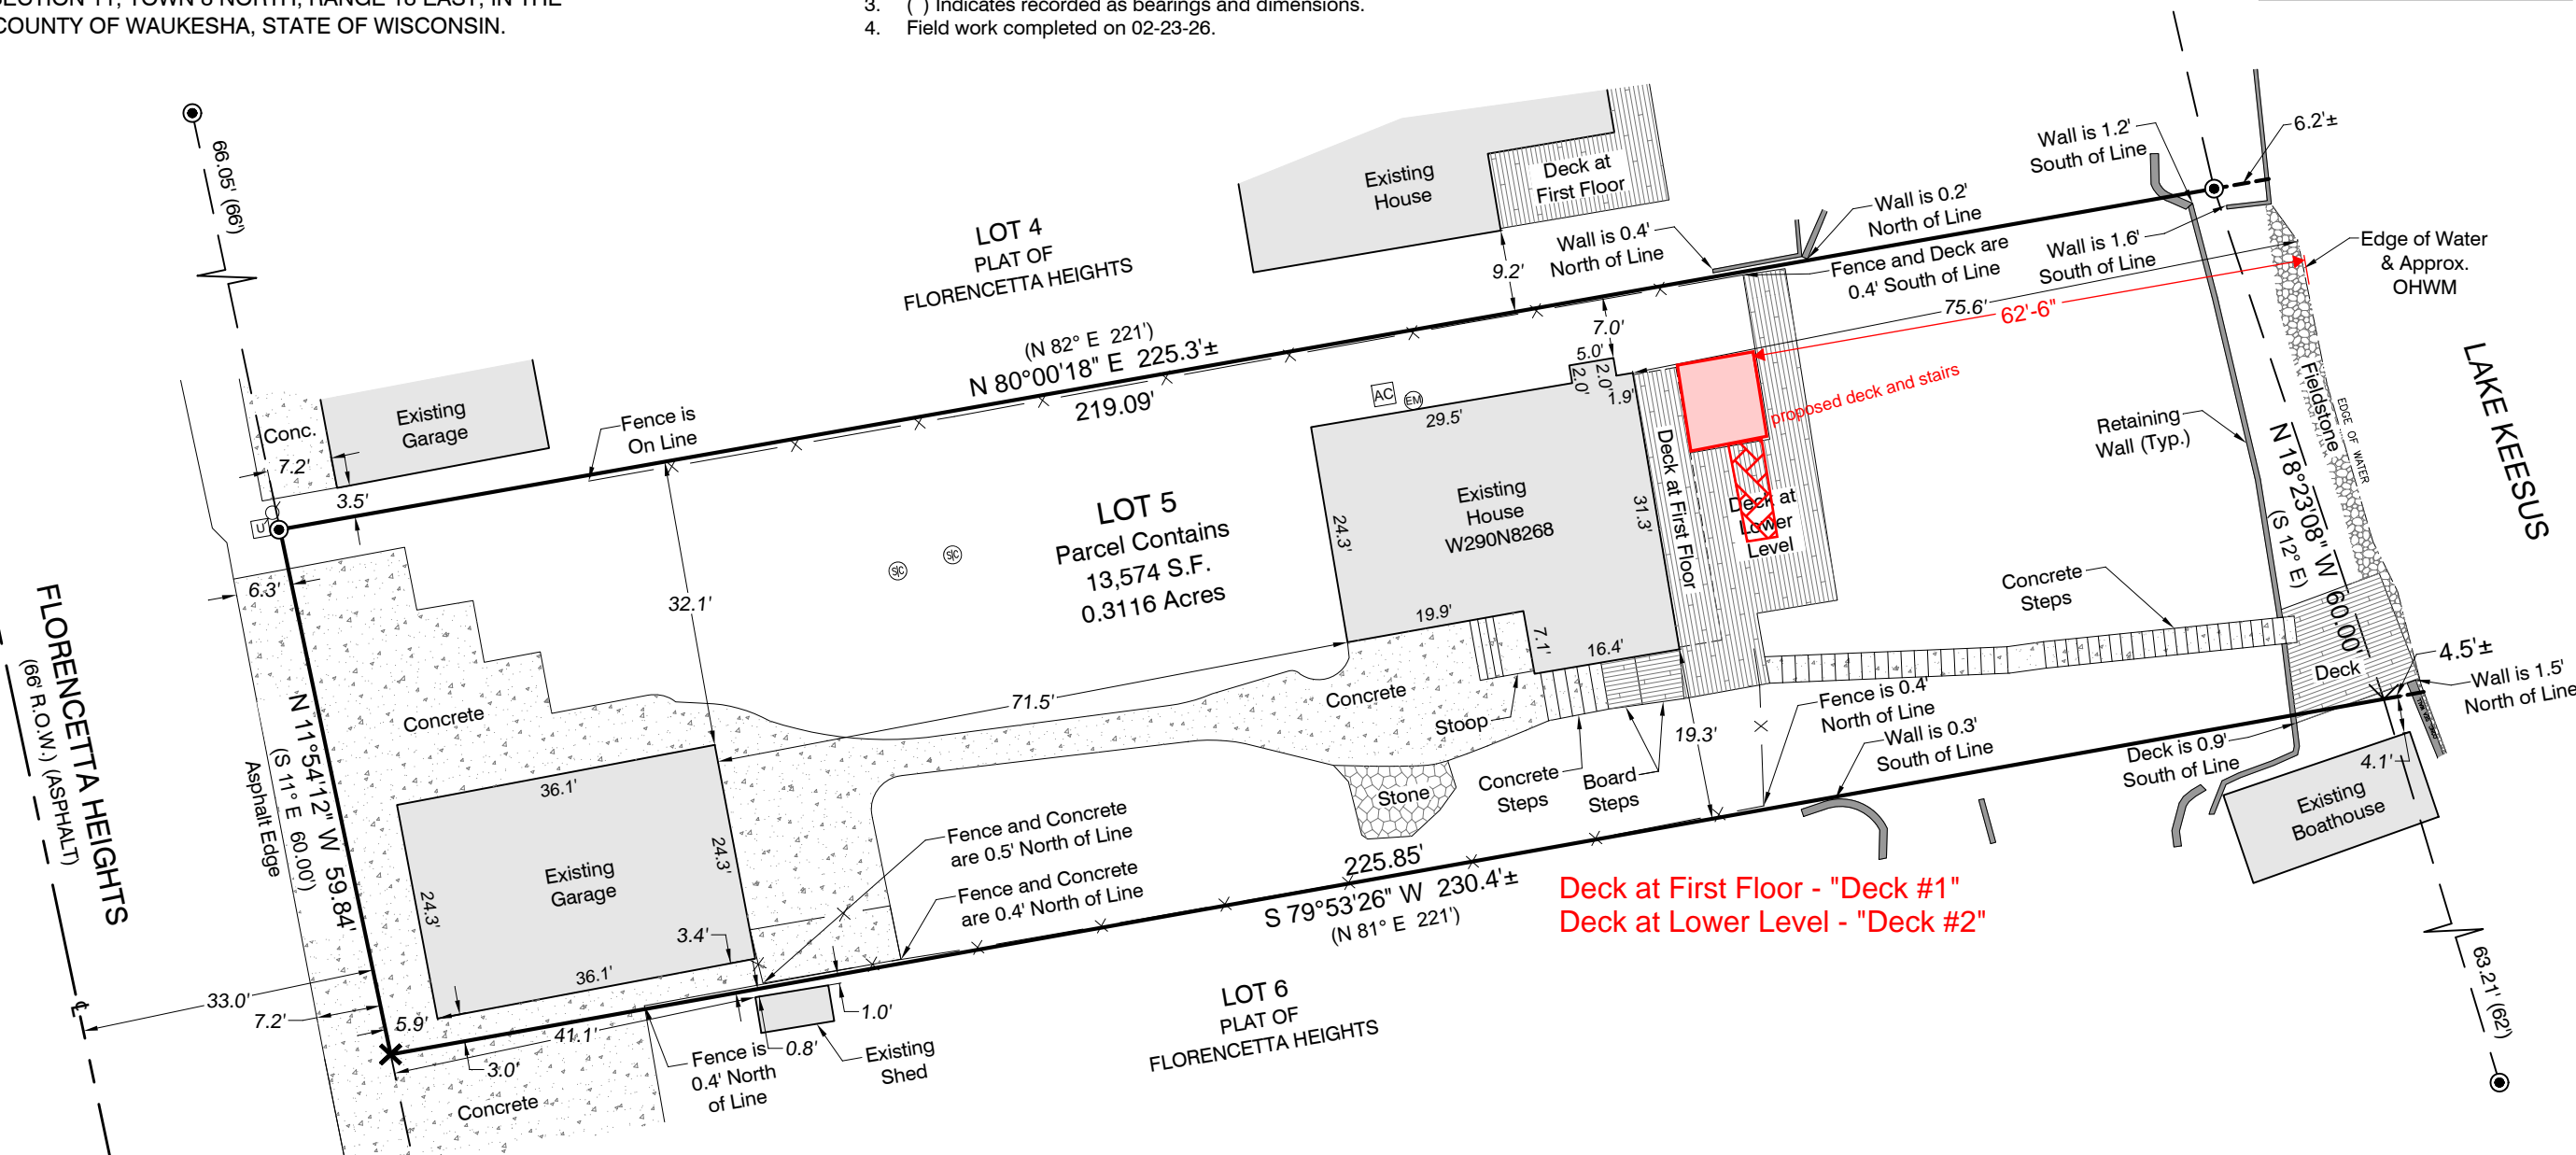 SECTION 11, TOWN 8 NORTH, RANGE 18 EAST, IN THE
COUNTY OF WAUKESHA, STATE OF WISCONSIN.
3. ( ) Indicates recorded as bearings and dimensions.
4. Field work completed on 02-23-26.
66.05' (66')
LOT 4
PLAT OF
FLORENCETTA HEIGHTS
Existing
House
Deck at
First Floor
9.2'
Wall is 0.4'
North of Line
Wall is 0.2'
North of Line
Fence and Deck are
0.4' South of Line
Wall is 1.2'
South of Line
Wall is 1.6'
South of Line
6.2'±
Edge of Water
& Approx.
OHWM
75.6'
62'-6"
proposed deck and stairs
(N 82° E 221')
N 80°00'18" E 225.3'±
219.09'
Conc.
7.2'
Existing
Garage
3.5'
Fence is
On Line
U
6.3'
32.1'
S/C
S/C
LOT 5
Parcel Contains
13,574 S.F.
0.3116 Acres
AC
EM
29.5'
7.0'
5.0'
2.0'
2.0'
1.9'
24.3'
Existing
House
W290N8268
31.3'
19.9'
7.1'
16.4'
Deck at First Floor
Deck at
Lower
Level
Retaining
Wall (Typ.)
Fieldstone
EDGE OF WATER
N 18°23'08" W 60.00'
(S 12° E)
LAKE KEESUS
Concrete
Steps
Deck
4.5'±
Wall is 1.5'
North of Line
FLORENCETTA HEIGHTS
(66' R.O.W.) (ASPHALT)
Asphalt Edge
N 11°54'12" W 59.84'
(S 11° E 60.00')
Concrete
71.5'
Concrete
Stoop
Stone
Concrete
Steps
Board
Steps
19.3'
Fence is 0.4'
North of Line
Wall is 0.3'
South of Line
Deck is 0.9'
South of Line
4.1'
Existing
Boathouse
36.1'
24.3'
Existing
Garage
24.3'
36.1'
3.4'
Fence and Concrete
are 0.5' North of Line
Fence and Concrete
are 0.4' North of Line
225.85'
S 79°53'26" W 230.4'±
(N 81° E 221')
Deck at First Floor - "Deck #1"
Deck at Lower Level - "Deck #2"
33.0'
7.2'
5.9'
41.1'
3.0'
Fence is
0.4' North
of Line
0.8'
1.0'
Existing
Shed
Concrete
LOT 6
PLAT OF
FLORENCETTA HEIGHTS
63.21' (62')